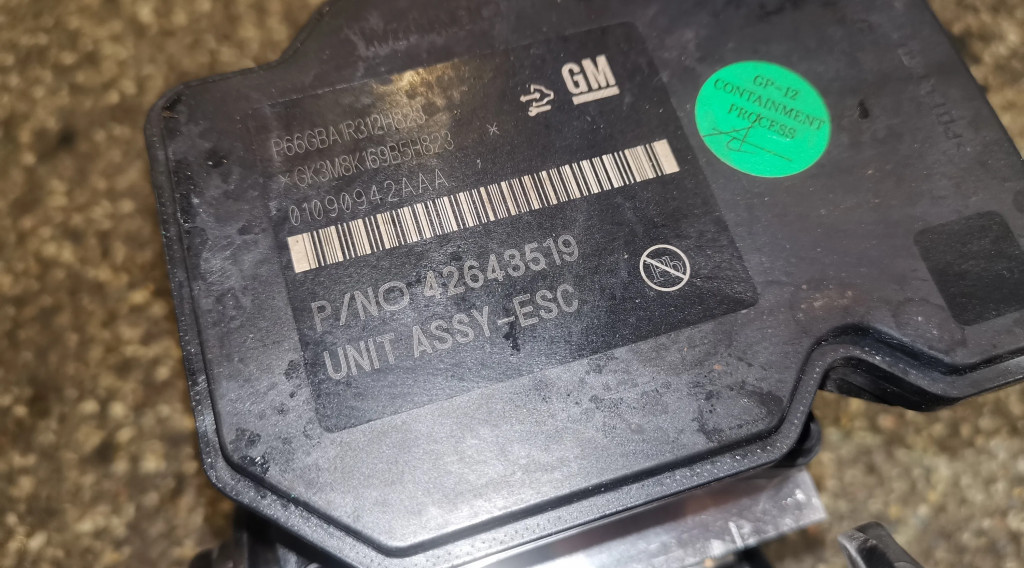 GM
P66GBA1R312H823
*GK3M8K169B5H823 *
01090942AAA
P/NO 42643519
UNIT ASSY-ESC
GP-12
CONTAINMENT
PROCESS